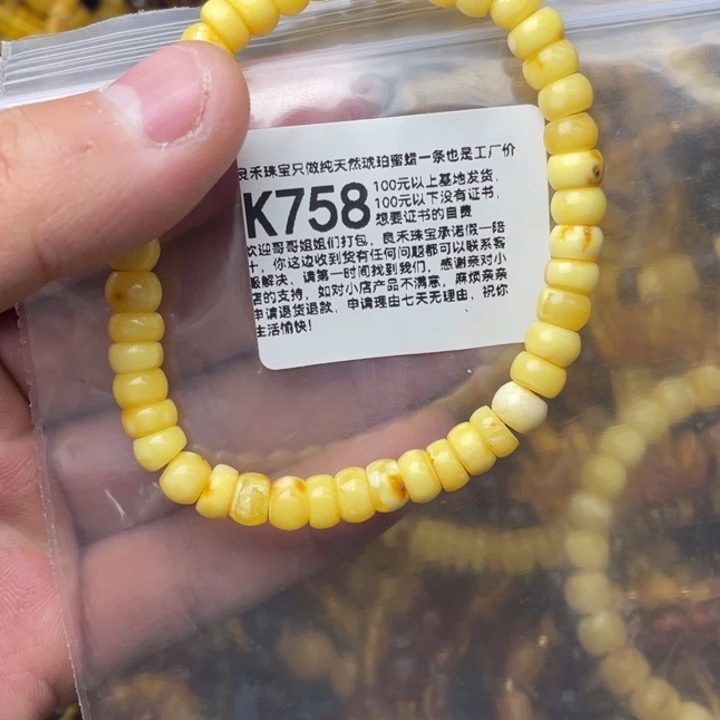 良禾珠宝只做纯天然琥珀蜜蜡一条也是工厂价
K758
100元以上基地发货,
100元以下没有证书,
想要证书的自费
欢迎哥哥姐姐们打包, 良禾珠宝承诺假一赔
十, 你这边收到货有任何问题都可以联系客
服解决, 请第一时间找到我们, 感谢亲对小
店的支持, 如对小店产品不满意, 麻烦亲亲
申请退货退款, 申请理由七天无理由, 祝你
生活愉快!